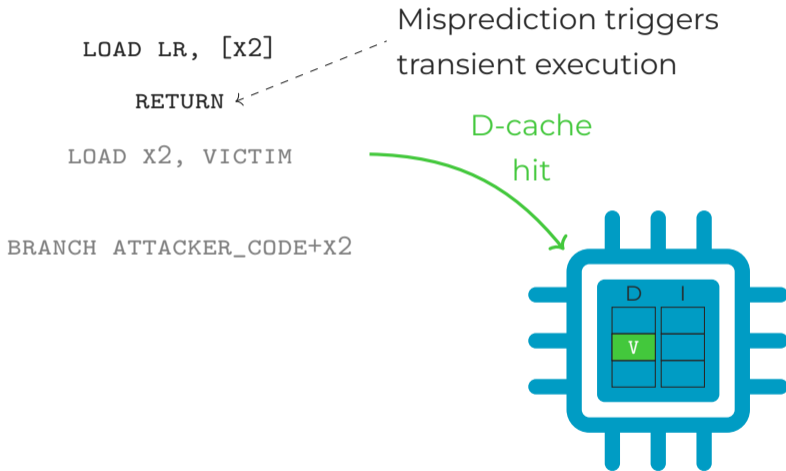 Misprediction triggers
transient execution
LOAD LR, [X2]
RETURN
LOAD X2, VICTIM
BRANCH ATTACKER_CODE+X2
D-cache
hit
D I
V